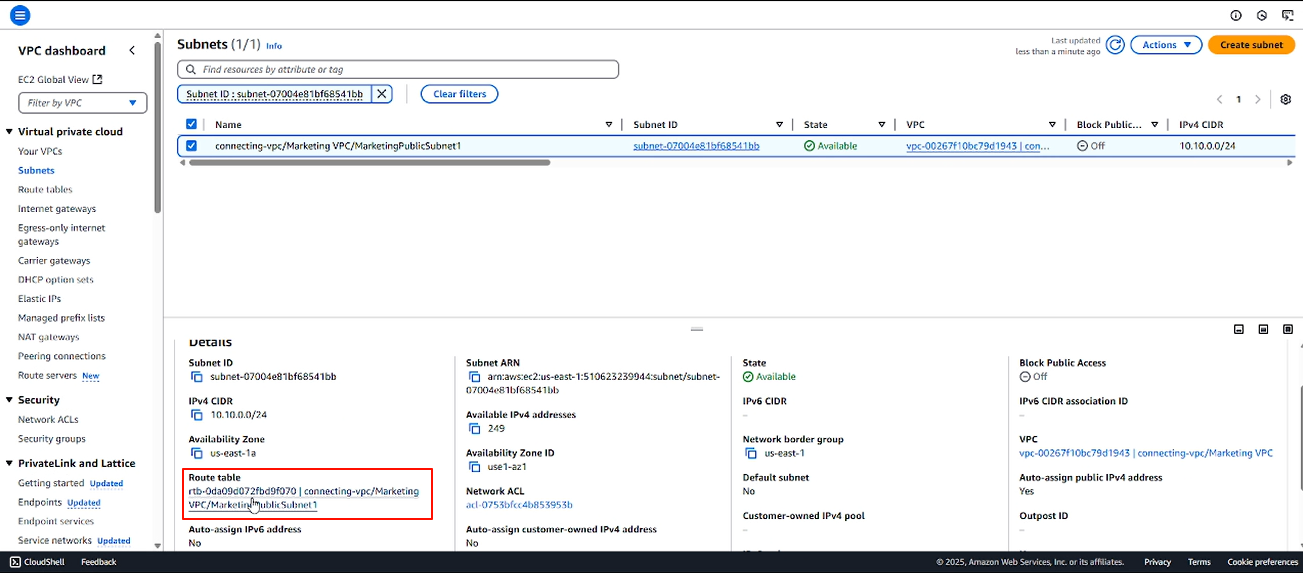 VPC dashboard
EC2 Global View
Filter by VPC
Virtual private cloud
Your VPCs
Subnets
Route tables
Internet gateways
Egress-only internet
gateways
Carrier gateways
DHCP option sets
Elastic IPs
Managed prefix lists
NAT gateways
Peering connections
Route servers New
Security
Network ACLs
Security groups
PrivateLink and Lattice
Getting started Updated
Endpoints Updated
Endpoint services
Service networks Updated
Subnets (1/1) Info
Last updated
less than a minute ago
Actions
Create subnet
Find resources by attribute or tag
Subnet ID : subnet-07004e81bf68541bb
Clear filters
1
Name Subnet ID State VPC Block Public... IPv4 CIDR
connecting-vpc/Marketing VPC/MarketingPublicSubnet1 subnet-07004e81bf68541bb Available vpc-00267f10bc79d1943 | con... Off 10.10.0.0/24
Details
Subnet ID
subnet-07004e81bf68541bb
IPv4 CIDR
10.10.0.0/24
Availability Zone
us-east-1a
Route table
rtb-0da09d072fbd9f070 | connecting-vpc/Marketing
VPC/MarketingPublicSubnet1
Auto-assign IPv6 address
No
Subnet ARN
arn:aws:ec2:us-east-1:510623239944:subnet/subnet-
07004e81bf68541bb
Available IPv4 addresses
249
Availability Zone ID
use1-az1
Network ACL
acl-0753bfcc4b853953b
Auto-assign customer-owned IPv4 address
No
State
Available
IPv6 CIDR
–
Network border group
us-east-1
Default subnet
No
Customer-owned IPv4 pool
–
Block Public Access
Off
IPv6 CIDR association ID
–
VPC
vpc-00267f10bc79d1943 | connecting-vpc/Marketing VPC
Auto-assign public IPv4 address
Yes
Outpost ID
–
CloudShell Feedback © 2025, Amazon Web Services, Inc. or its affiliates. Privacy Terms Cookie preferences